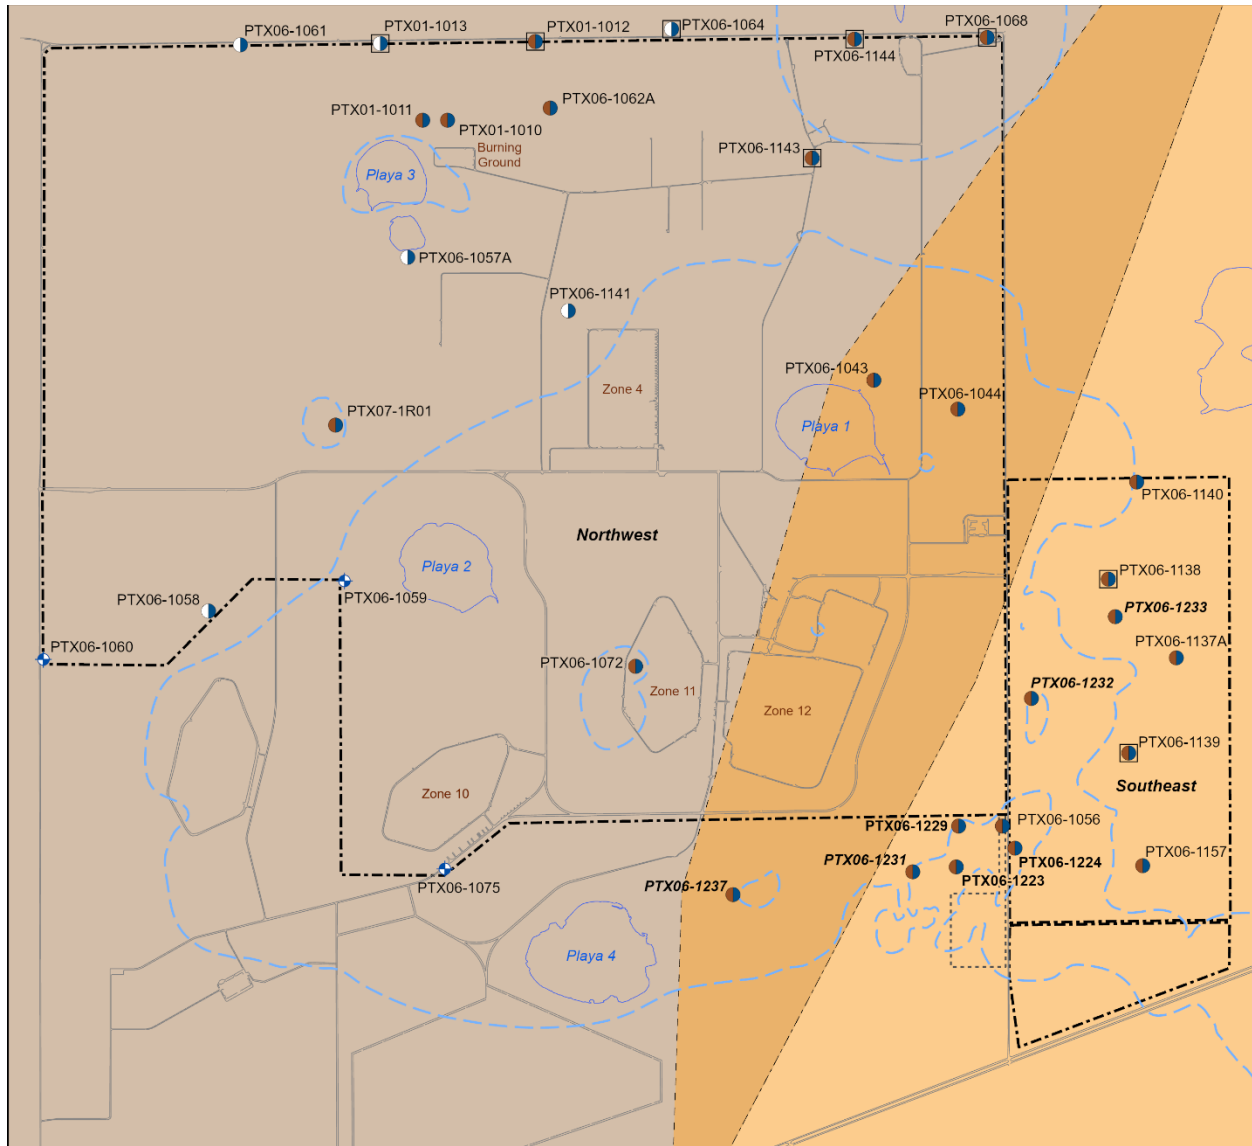 PTX06-1061
PTX01-1013
PTX01-1012
PTX06-1064
PTX06-1068
PTX06-1144
PTX01-1011
PTX01-1010
PTX06-1062A
Burning
Ground
PTX06-1143
Playa 3
PTX06-1057A
PTX06-1141
PTX06-1043
PTX06-1044
Zone 4
PTX07-1R01
Playa 1
PTX06-1140
Northwest
Playa 2
PTX06-1059
PTX06-1058
PTX06-1138
PTX06-1233
PTX06-1060
PTX06-1137A
PTX06-1072
Zone 11
PTX06-1232
Zone 12
PTX06-1139
Southeast
Zone 10
PTX06-1229
PTX06-1056
PTX06-1231
PTX06-1224
PTX06-1157
PTX06-1075
PTX06-1237
PTX06-1223
Playa 4